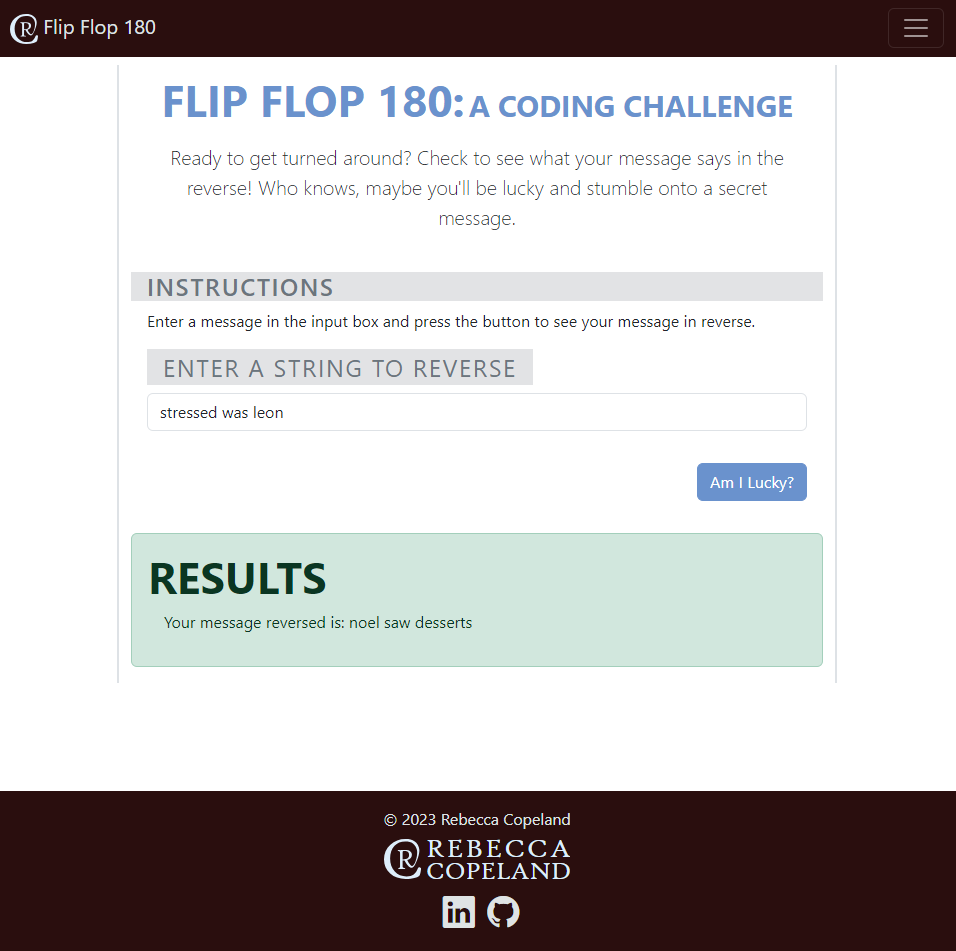 Flip Flop 180
FLIP FLOP 180: A CODING CHALLENGE
Ready to get turned around? Check to see what your message says in the
reverse! Who knows, maybe you'll be lucky and stumble onto a secret
message.
INSTRUCTIONS
Enter a message in the input box and press the button to see your message in reverse.
ENTER A STRING TO REVERSE
stressed was leon
Am I Lucky?
RESULTS
Your message reversed is: noel saw desserts
© 2023 Rebecca Copeland
REBECCA
COPELAND
in